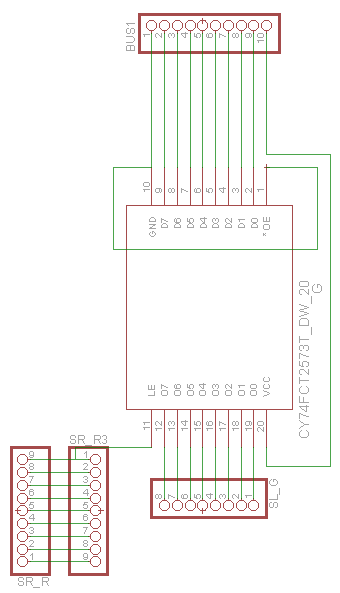 BUS1
1 2 3 4 5 6 7 8 9 10
10 9 8 7 6 5 4 3 2 1
GND D7 D6 D5 D4 D3 D2 D1 D0 *OE
CY74FCT2573T_DW_20
G
LE O7 O6 O5 O4 O3 O2 O1 O0 VCC
11 12 13 14 15 16 17 18 19 20
SR_R3
9 1
8 2
7 3
6 4
5 5
4 6
3 7
2 8
1 9
SR_R
8 7 6 5 4 3 2 1
SL_G